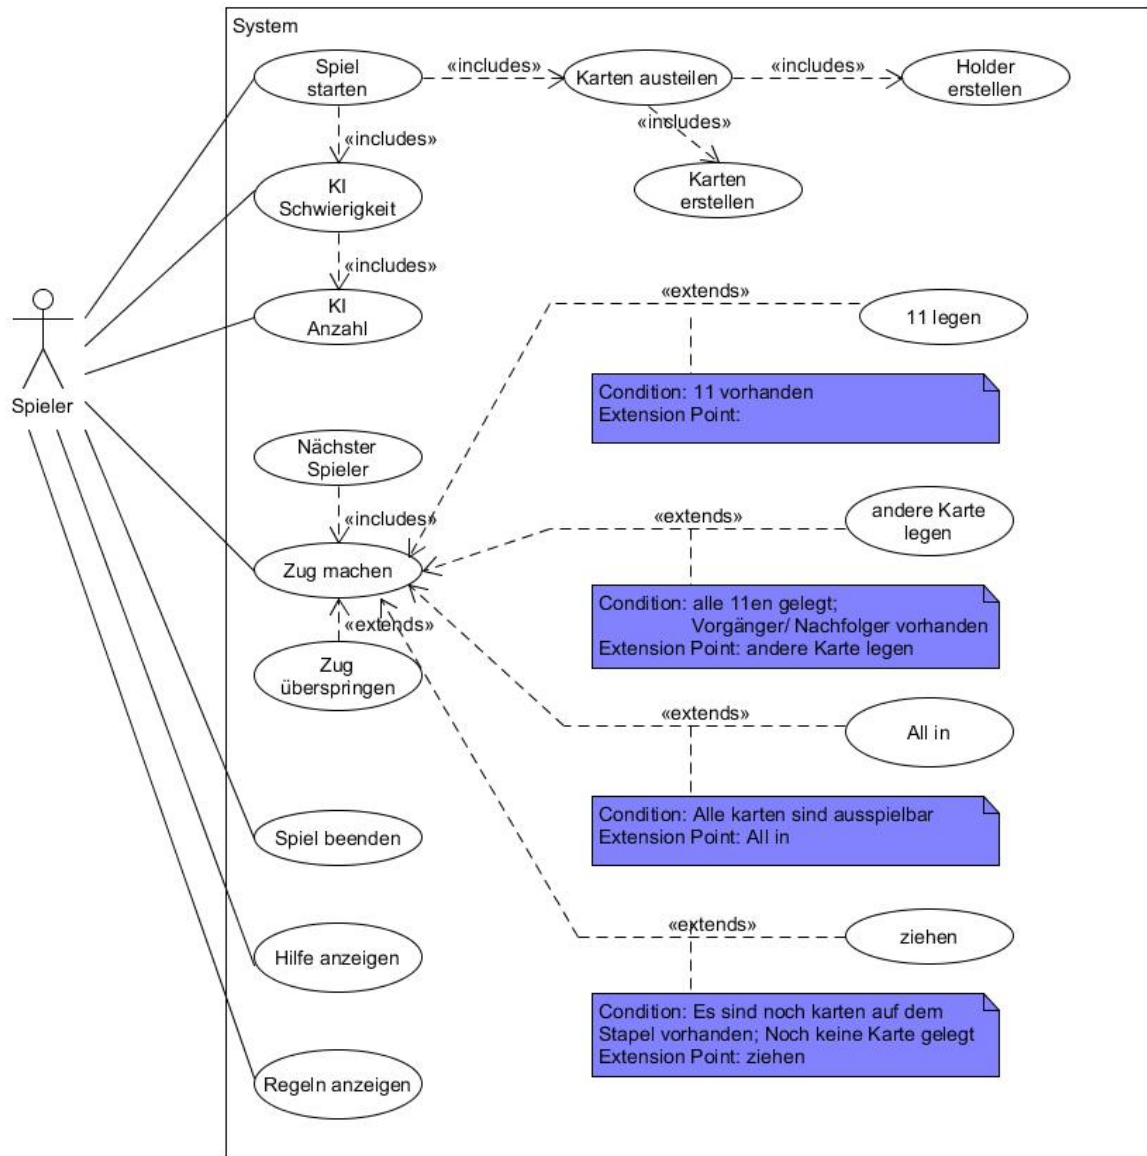 System
Spiel
starten
«includes»
Karten austeilen
«includes»
Holder
erstellen
«includes»
«includes»
KI
Schwierigkeit
Karten
erstellen
«includes»
KI
Anzahl
«extends»
11 legen
Spieler
Condition: 11 vorhanden
Extension Point:
Nächster
Spieler
«includes»
«extends»
andere Karte
legen
Zug machen
Condition: alle 11en gelegt;
Vorgänger/ Nachfolger vorhanden
Extension Point: andere Karte legen
«extends»
Zug
überspringen
«extends»
All in
Condition: Alle karten sind ausspielbar
Extension Point: All in
Spiel beenden
«extends»
ziehen
Hilfe anzeigen
Condition: Es sind noch karten auf dem
Stapel vorhanden; Noch keine Karte gelegt
Extension Point: ziehen
Regeln anzeigen